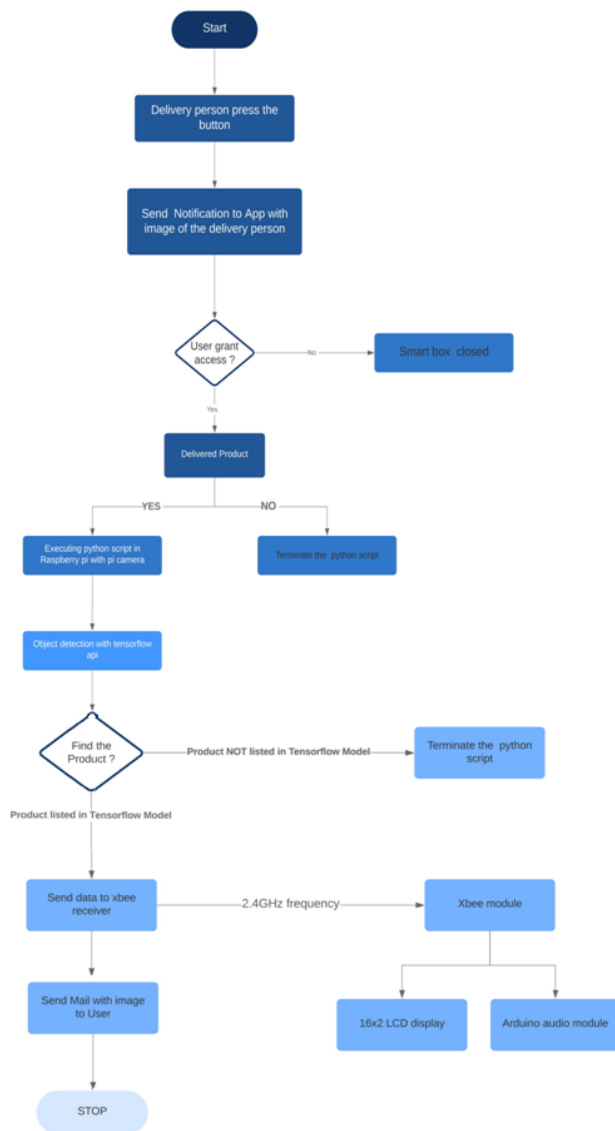 Start
Delivery person press the
button
Send Notification to App with
image of the delivery person
User grant
access ?
No
Smart box closed
Yes
Delivered Product
YES
NO
Executing python script in
Raspberry pi with pi camera
Terminate the python script
Object detection with tensorflow
api
Find the
Product ?
Product NOT listed in Tensorflow Model
Terminate the python
script
Product listed in Tensorflow Model
Send data to xbee
receiver
2.4GHz frequency
Xbee module
Send Mail with image
to User
16x2 LCD display
Arduino audio module
STOP